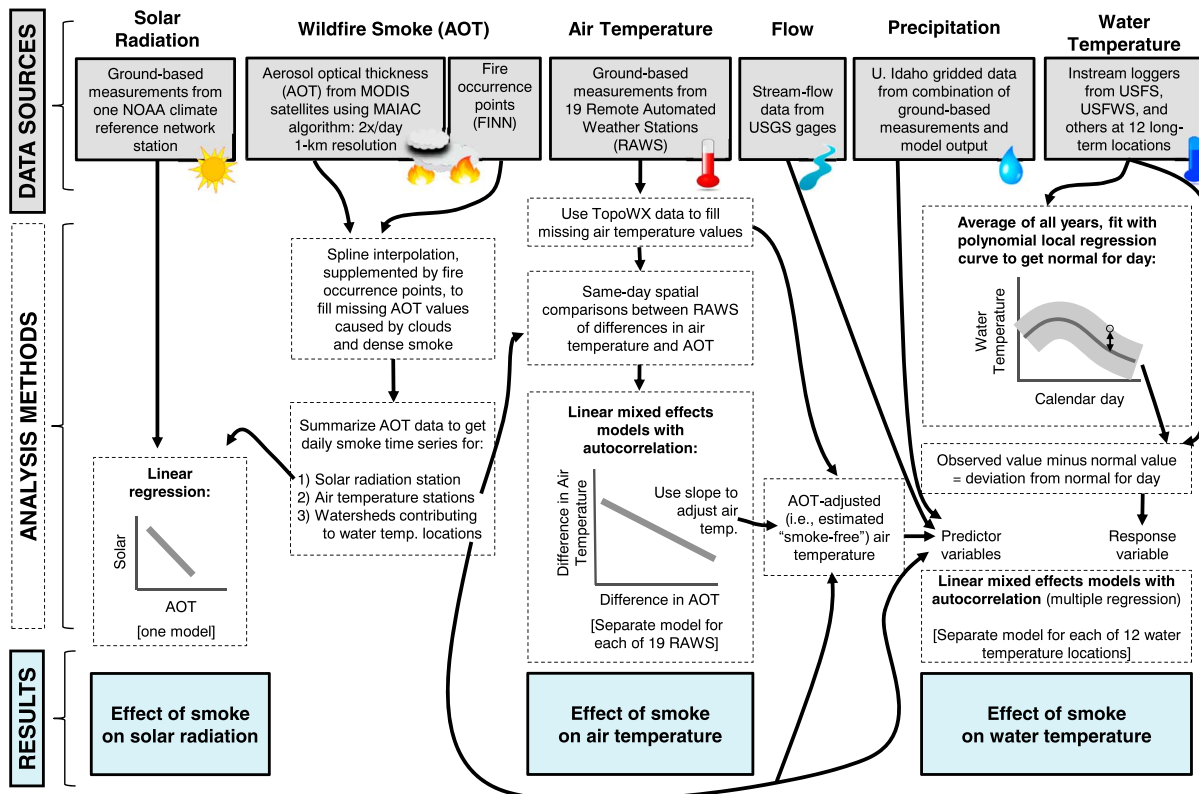 DATA SOURCES
ANALYSIS METHODS
RESULTS
Solar
Radiation
Wildfire Smoke (AOT)
Air Temperature
Flow
Precipitation
Water
Temperature
Ground-based
measurements from
one NOAA climate
reference network
station
Aerosol optical thickness
(AOT) from MODIS
satellites using MAIAC
algorithm: 2x/day
1-km resolution
Fire
occurrence
points
(FINN)
Ground-based
measurements from
19 Remote Automated
Weather Stations
(RAWS)
Stream-flow
data from
USGS gages
U. Idaho gridded data
from combination of
ground-based
measurements and
model output
Instream loggers
from USFS,
USFWS, and
others at 12 long-
term locations
Spline interpolation,
supplemented by fire
occurrence points, to
fill missing AOT values
caused by clouds
and dense smoke
Summarize AOT data to get
daily smoke time series for:
1) Solar radiation station
2) Air temperature stations
3) Watersheds contributing
to water temp. locations
Linear
regression:
Solar
AOT
[one model]
Use TopoWX data to fill
missing air temperature values
Same-day spatial
comparisons between RAWS
of differences in air
temperature and AOT
Linear mixed effects
models with
autocorrelation:
Difference in Air
Temperature
Difference in AOT
Use slope to
adjust air
temp.
[Separate model for
each of 19 RAWS]
AOT-adjusted
(i.e., estimated
“smoke-free”) air
temperature
Average of all years, fit with
polynomial local regression
curve to get normal for day:
Water
Temperature
Calendar day
Observed value minus normal value
= deviation from normal for day
Predictor
variables
Response
variable
Linear mixed effects models with
autocorrelation (multiple regression)
[Separate model for each of 12 water
temperature locations]
Effect of smoke
on solar radiation
Effect of smoke
on air temperature
Effect of smoke
on water temperature